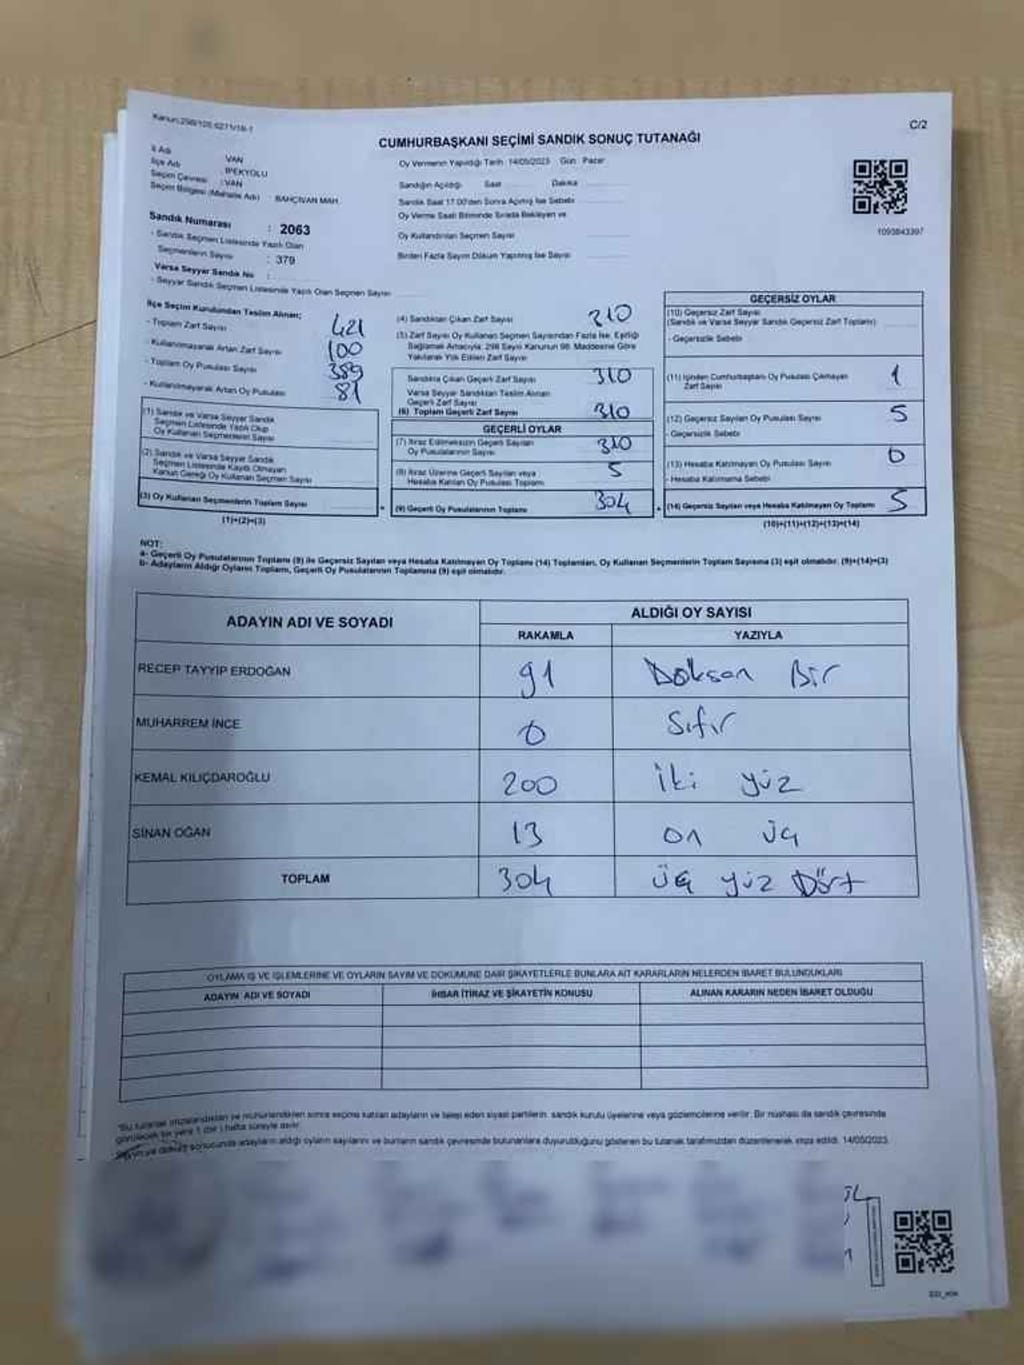 Kanun:298/105,6271/18-1
C/2
CUMHURBAŞKANI SEÇİMİ SANDIK SONUÇ TUTANAĞI
İl Adı : VAN
İlçe Adı : İPEKYOLU
Seçim Çevresi : VAN
Seçim Bölgesi (Mahalle Adı) : BAHÇIVAN MAH.
Sandık Numarası : 2063
- Sandık Seçmen Listesinde Yazılı Olan
Seçmenlerin Sayısı : 379
Varsa Seyyar Sandık No :
- Seyyar Sandık Seçmen Listesinde Yazılı Olan Seçmen Sayısı
Oy Vermenin Yapıldığı Tarih :14/05/2023 Gün : Pazar
Sandığın Açıldığı Saat Dakika
Sandık Saat 17.00'den Sonra Açılmış İse Sebebi
Oy Verme Saati Bitiminde Sırada Bekleyen ve
Oy Kullandırılan Seçmen Sayısı
Birden Fazla Sayım Döküm Yapılmış İse Sayısı
1093843397
İlçe Seçim Kurulundan Teslim Alınan;
- Toplam Zarf Sayısı 421
- Kullanılmayarak Artan Zarf Sayısı 100
- Toplam Oy Pusulası Sayısı 389
- Kullanılmayarak Artan Oy Pusulası 81
(1) Sandık ve Varsa Seyyar Sandık
Seçmen Listesinde Yazılı Olup
Oy Kullanan Seçmenlerin Sayısı
(2) Sandık ve Varsa Seyyar Sandık
Seçmen Listesinde Kayıtlı Olmayan
Kanun Gereği Oy Kullanan Seçmen Sayısı
(3) Oy Kullanan Seçmenlerin Toplam Sayısı
(1)+(2)=(3)
(4) Sandıktan Çıkan Zarf Sayısı 310
(5) Zarf Sayısı Oy Kullanan Seçmen Sayısından Fazla İse, Eşitliği
Sağlamak Amacıyla, 298 Sayılı Kanunun 98. Maddesine Göre
Yakılarak Yok Edilen Zarf Sayısı
Sandıkta Çıkan Geçerli Zarf Sayısı 310
Varsa Seyyar Sandıktan Teslim Alınan
Geçerli Zarf Sayısı
(6) Toplam Geçerli Zarf Sayısı 310
GEÇERLİ OYLAR
(7) İtiraz Edilmeksizin Geçerli Sayılan
Oy Pusulalarının Sayısı 310
(8) İtiraz Üzerine Geçerli Sayılan veya
Hesaba Katılan Oy Pusulası Toplamı 5
(9) Geçerli Oy Pusulalarının Toplamı 304
GEÇERSİZ OYLAR
(10) Geçersiz Zarf Sayısı
(Sandık ve Varsa Seyyar Sandık Geçersiz Zarf Toplamı)
- Geçersizlik Sebebi
(11) İçinden Cumhurbaşkanı Oy Pusulası Çıkmayan
Zarf Sayısı 1
(12) Geçersiz Sayılan Oy Pusulası Sayısı 5
- Geçersizlik Sebebi
(13) Hesaba Katılmayan Oy Pusulası Sayısı 0
- Hesaba Katılmama Sebebi
(14) Geçersiz Sayılan veya Hesaba Katılmayan Oy Toplamı 5
(10)+(11)+(12)+(13)=(14)
NOT:
a- Geçerli Oy Pusulalarının Toplamı (9) ile Geçersiz Sayılan veya Hesaba Katılmayan Oy Toplamı (14) Toplamları, Oy Kullanan Seçmenlerin Toplam Sayısına (3) eşit olmalıdır. (9)+(14)=(3)
b- Adayların Aldığı Oyların Toplamı, Geçerli Oy Pusulalarının Toplamına (9) eşit olmalıdır.
ADAYIN ADI VE SOYADI
ALDIĞI OY SAYISI
RAKAMLA YAZIYLA
RECEP TAYYİP ERDOĞAN 91 Doksan Bir
MUHARREM İNCE 0 Sıfır
KEMAL KILIÇDAROĞLU 200 İki yüz
SİNAN OĞAN 13 on üç
TOPLAM 304 üç yüz Dört
OYLAMA İŞ VE İŞLEMLERİNE VE OYLARIN SAYIM VE DÖKÜMÜNE DAİR ŞİKAYETLERLE BUNLARA AİT KARARLARIN NELERDEN İBARET BULUNDUKLARI
ADAYIN ADI VE SOYADI İHBAR İTİRAZ VE ŞİKAYETİN KONUSU ALINAN KARARIN NEDEN İBARET OLDUĞU
"Bu tutanak imzalandıktan ve mühürlendikten sonra seçime katılan adayların ve talep eden siyasi partilerin, sandık kurulu üyelerine veya gözlemcilerine verilir. Bir nüshası da sandık çevresinde
görülecek bir yere 1 (bir) hafta süreyle asılır.
Sayım ve döküm sonucunda adayların aldığı oyların sayılarını ve bunların sandık çevresinde bulunanlara duyurulduğunu gösteren bu tutanak tarafımızdan düzenlenerek imza edildi. 14/05/2023